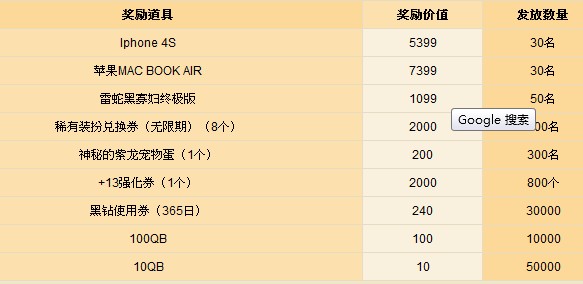 奖励道具 奖励价值 发放数量
Iphone 4S 5399 30名
苹果MAC BOOK AIR 7399 30名
雷蛇黑寡妇终极版 1099 50名
Google 搜索
稀有装扮兑换券（无限期）（8个） 2000 00名
神秘的紫龙宠物蛋（1个） 200 300名
+13强化券（1个） 2000 800个
黑钻使用券（365日） 240 30000
100QB 100 10000
10QB 10 50000